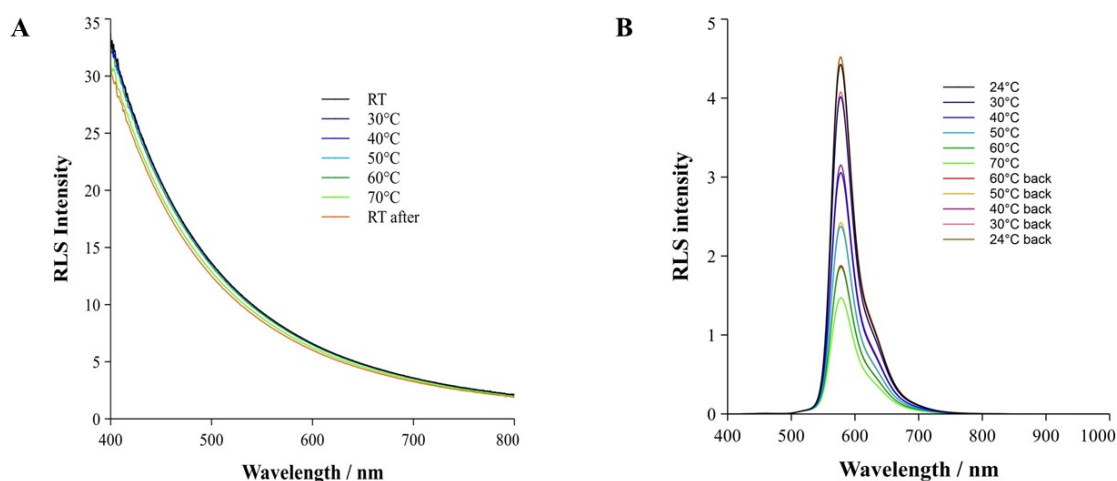 A
RLS Intensity
35
30
25
20
15
10
5
0
RT
30°C
40°C
50°C
60°C
70°C
RT after
400
500
600
700
800
Wavelength / nm
B
RLS intensity
5
4
3
2
1
0
24°C
30°C
40°C
50°C
60°C
70°C
60°C back
50°C back
40°C back
30°C back
24°C back
400
500
600
700
800
900
1000
Wavelength / nm